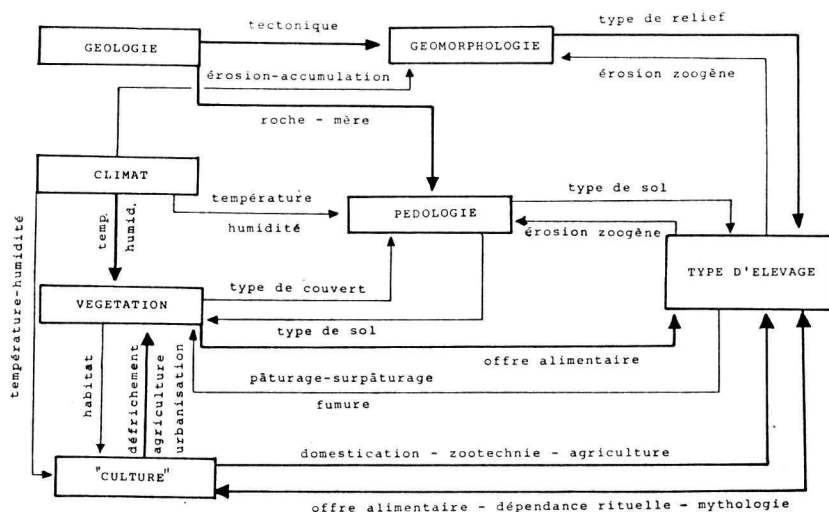 tectonique
type de relief
GEOLOGIE
GEOMORPHOLOGIE
érosion-accumulation
érosion zoogène
roche - mère
CLIMAT
température
humidité
type de sol
PEDOLOGIE
érosion zoogène
température-humidité
temp.
humid.
TYPE D'ELEVAGE
type de couvert
VEGETATION
type de sol
offre alimentaire
pâturage-surpâturage
fumure
habitat
défrichement
agriculture
urbanisation
domestication - zootechnie - agriculture
"CULTURE"
offre alimentaire - dépendance rituelle - mythologie